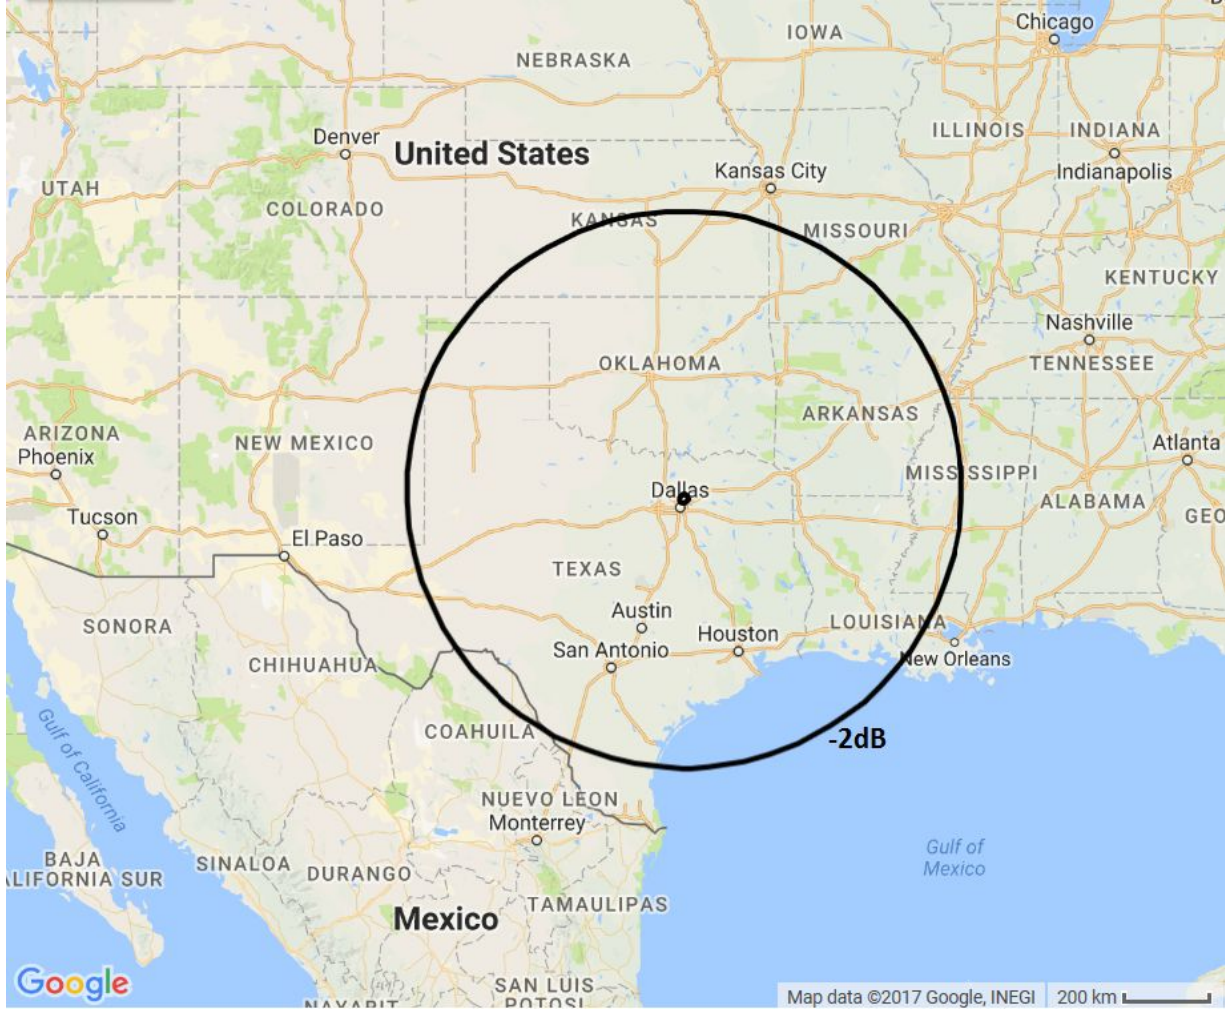 Chicago
IOWA
NEBRASKA
Denver
United States
ILLINOIS
INDIANA
Kansas City
Indianapolis
UTAH
COLORADO
KANSAS
MISSOURI
KENTUCKY
Nashville
TENNESSEE
OKLAHOMA
ARKANSAS
ARIZONA
Phoenix
NEW MEXICO
Atlanta
MISSISSIPPI
Dallas
ALABAMA
Tucson
GEO
El Paso
TEXAS
SONORA
Austin
Houston
LOUISIANA
San Antonio
CHIHUAHUA
New Orleans
Gulf of California
COAHUILA
-2dB
NUEVO LEON
Monterrey
Gulf of
Mexico
BAJA
ALIFORNIA SUR
SINALOA
DURANGO
TAMAULIPAS
Mexico
Google
SAN LUIS
POTOSI
NAYARIT
Map data ©2017 Google, INEGI
200 km